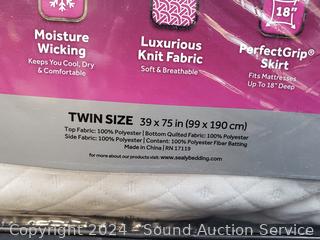 18"
Moisture
Wicking
Keeps You Cool, Dry
& Comfortable
Luxurious
Knit Fabric
Soft & Breathable
PerfectGrip®
Skirt
Fits Mattresses
Up To 18" Deep
TWIN SIZE 39 x 75 in (99 x 190 cm)
Top Fabric: 100% Polyester | Bottom Quilted Fabric: 100% Polyester
Side Fabric: 100% Polyester | Content: 100% Polyester Fiber Batting
Made in China | RN 17119
for more about our products visit: www.sealybedding.com
Copyright © 2024 - Sound Auction Service